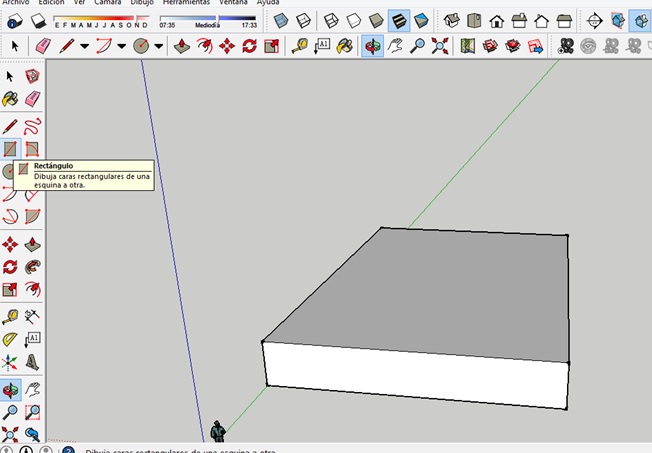 Archivo Edición Ver Cámara Dibujo Herramientas Ventana Ayuda
E F M A M J J A S O N D 07:35 Mediodía 17:33
A1
Rectángulo
Dibuja caras rectangulares de una
esquina a otra.
A1
Dibuja caras rectangulares de una esquina a otra.